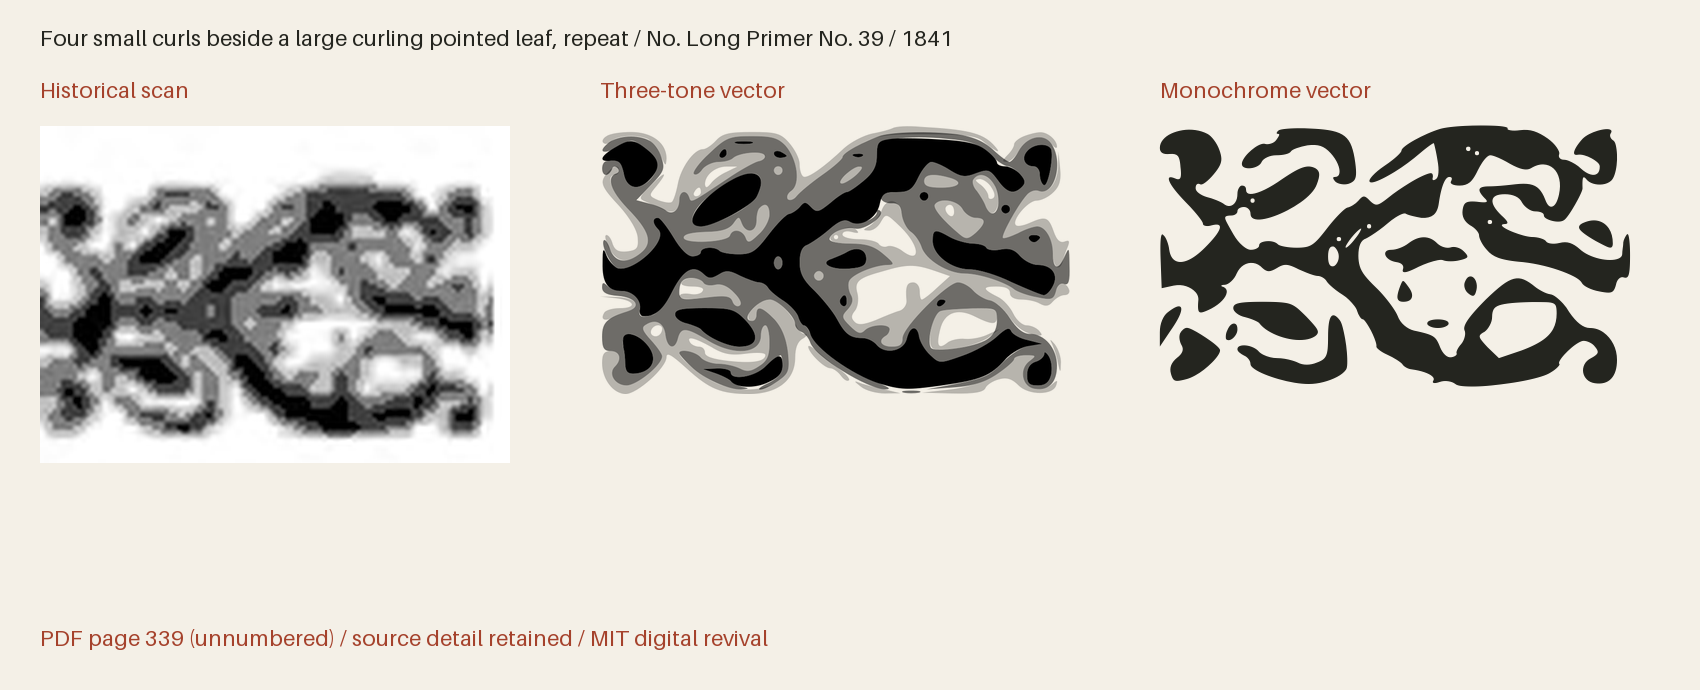 Four small curls beside a large curling pointed leaf, repeat / No. Long Primer No. 39 / 1841
Historical scan
Three-tone vector
Monochrome vector
PDF page 339 (unnumbered) / source detail retained / MIT digital revival